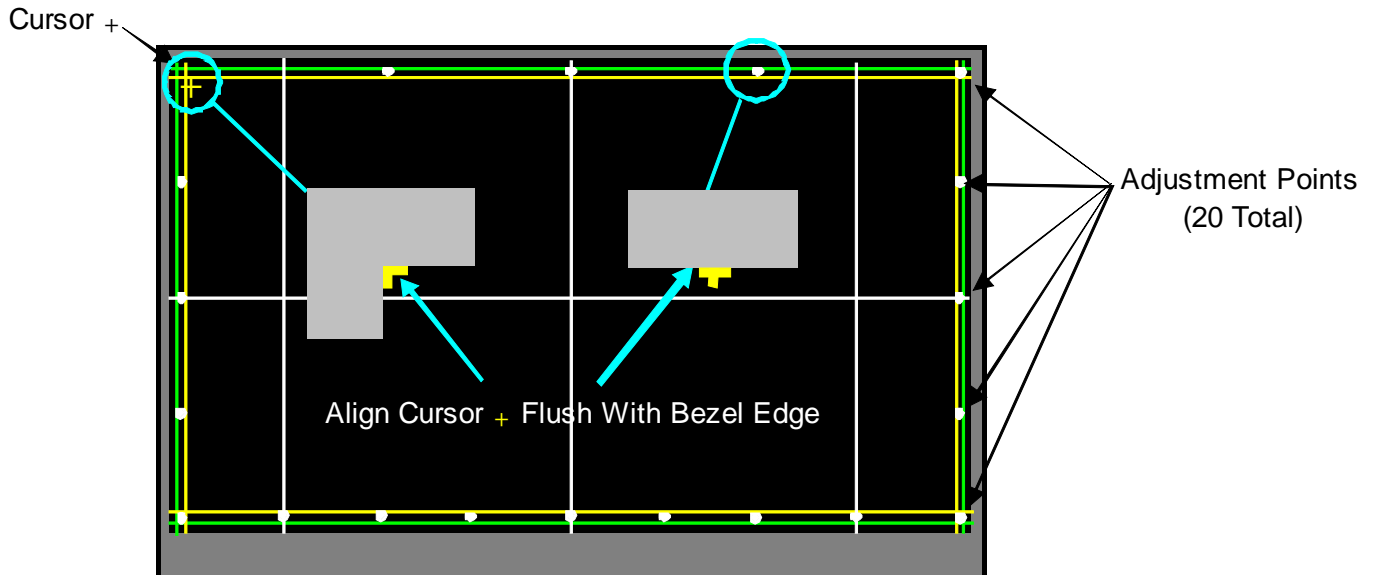 Cursor +
Adjustment Points
(20 Total)
Align Cursor + Flush With Bezel Edge